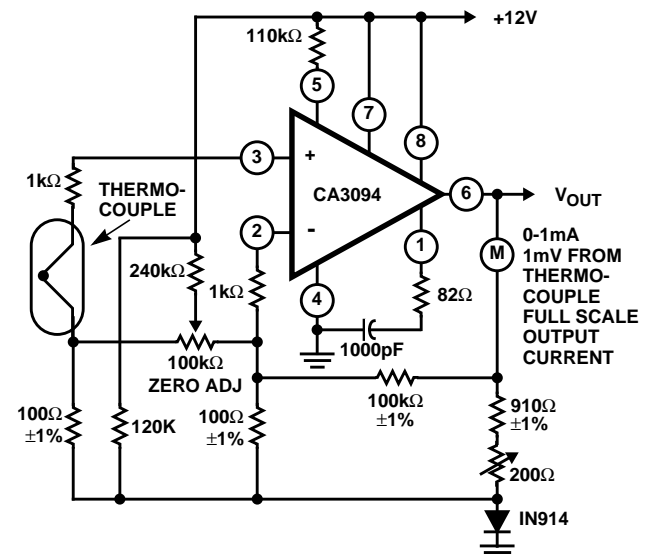 +12V
110kΩ
5
7
8
3
+
1kΩ
THERMO-
COUPLE
CA3094
6
VOUT
2
-
1
0-1mA
1mV FROM
THERMO-
COUPLE
FULL SCALE
OUTPUT
CURRENT
M
240kΩ
1kΩ
4
82Ω
1000pF
100kΩ
ZERO ADJ
100kΩ
±1%
100Ω
±1%
120K
100Ω
±1%
910Ω
±1%
200Ω
IN914